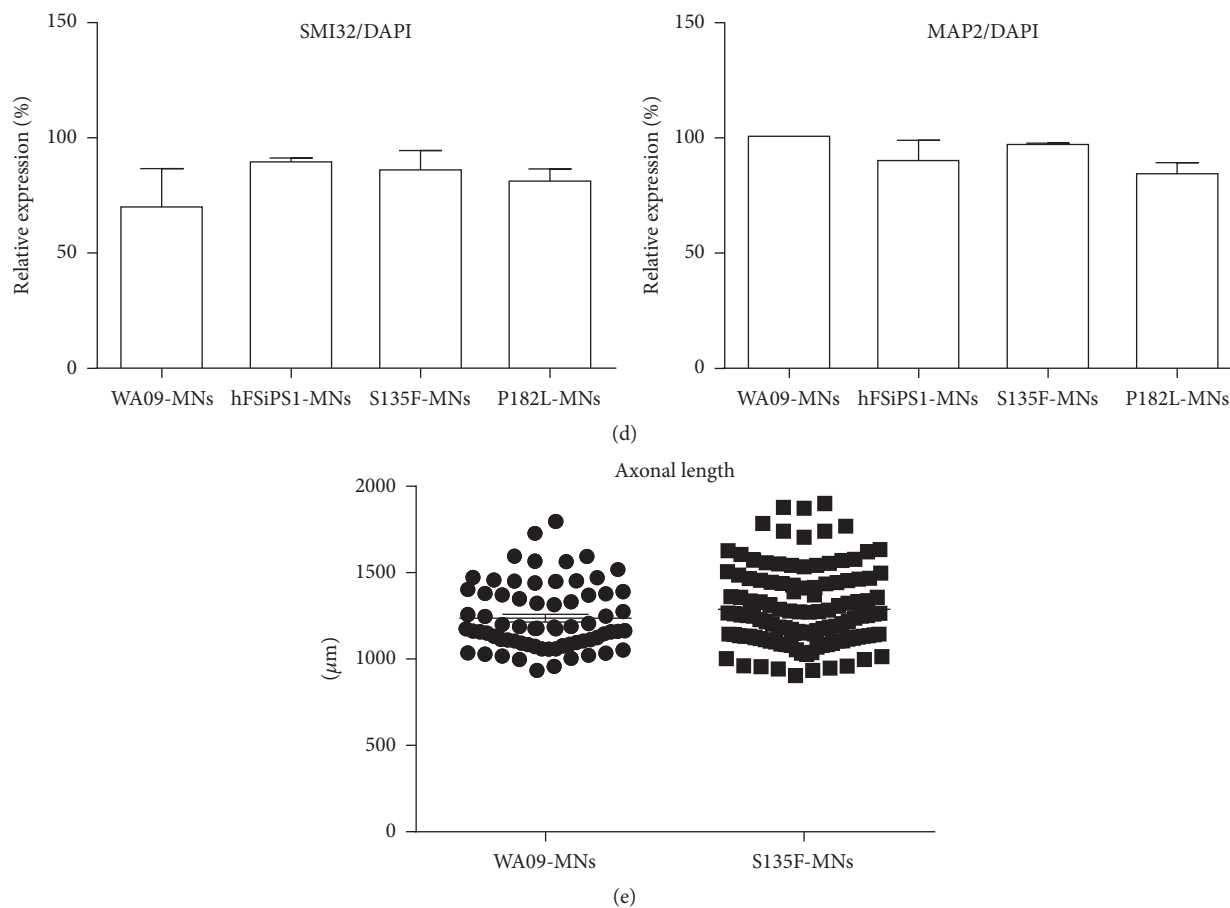 SMI32/DAPI
Relative expression (%)
150
100
50
0
WA09-MNs hFSiPS1-MNs S135F-MNs P182L-MNs
MAP2/DAPI
Relative expression (%)
150
100
50
0
WA09-MNs hFSiPS1-MNs S135F-MNs P182L-MNs
(d)
Axonal length
(μm)
2000
1500
1000
500
0
WA09-MNs S135F-MNs
(e)